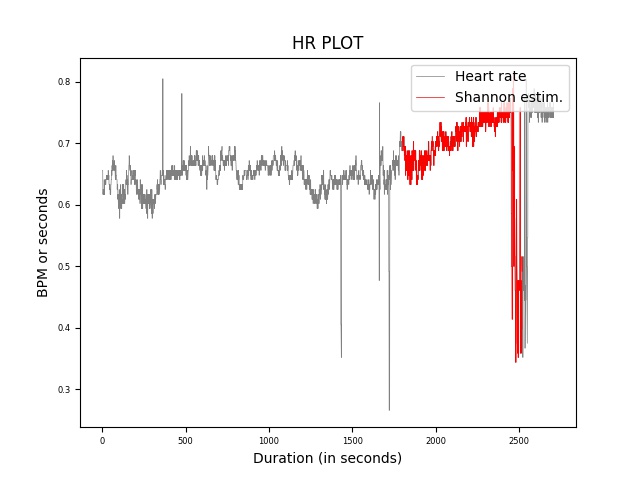 HR PLOT
Heart rate
Shannon estim.
BPM or seconds
0.8
0.7
0.6
0.5
0.4
0.3
0 500 1000 1500 2000 2500
Duration (in seconds)